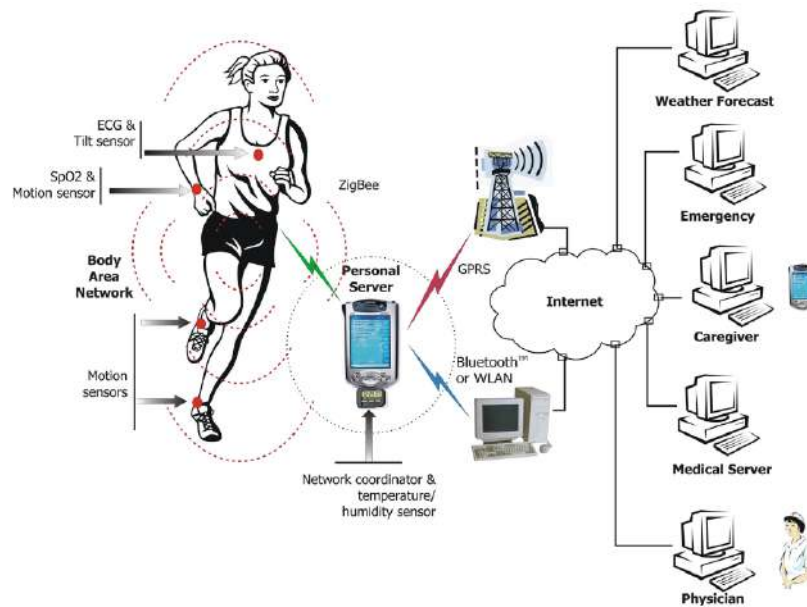 ECG &
Tilt sensor
SpO2 &
Motion sensor
Body
Area
Network
Motion
sensors
ZigBee
Personal
Server
Network coordinator &
temperature/
humidity sensor
GPRS
Bluetooth™
or WLAN
Internet
Weather Forecast
Emergency
Caregiver
Medical Server
Physician